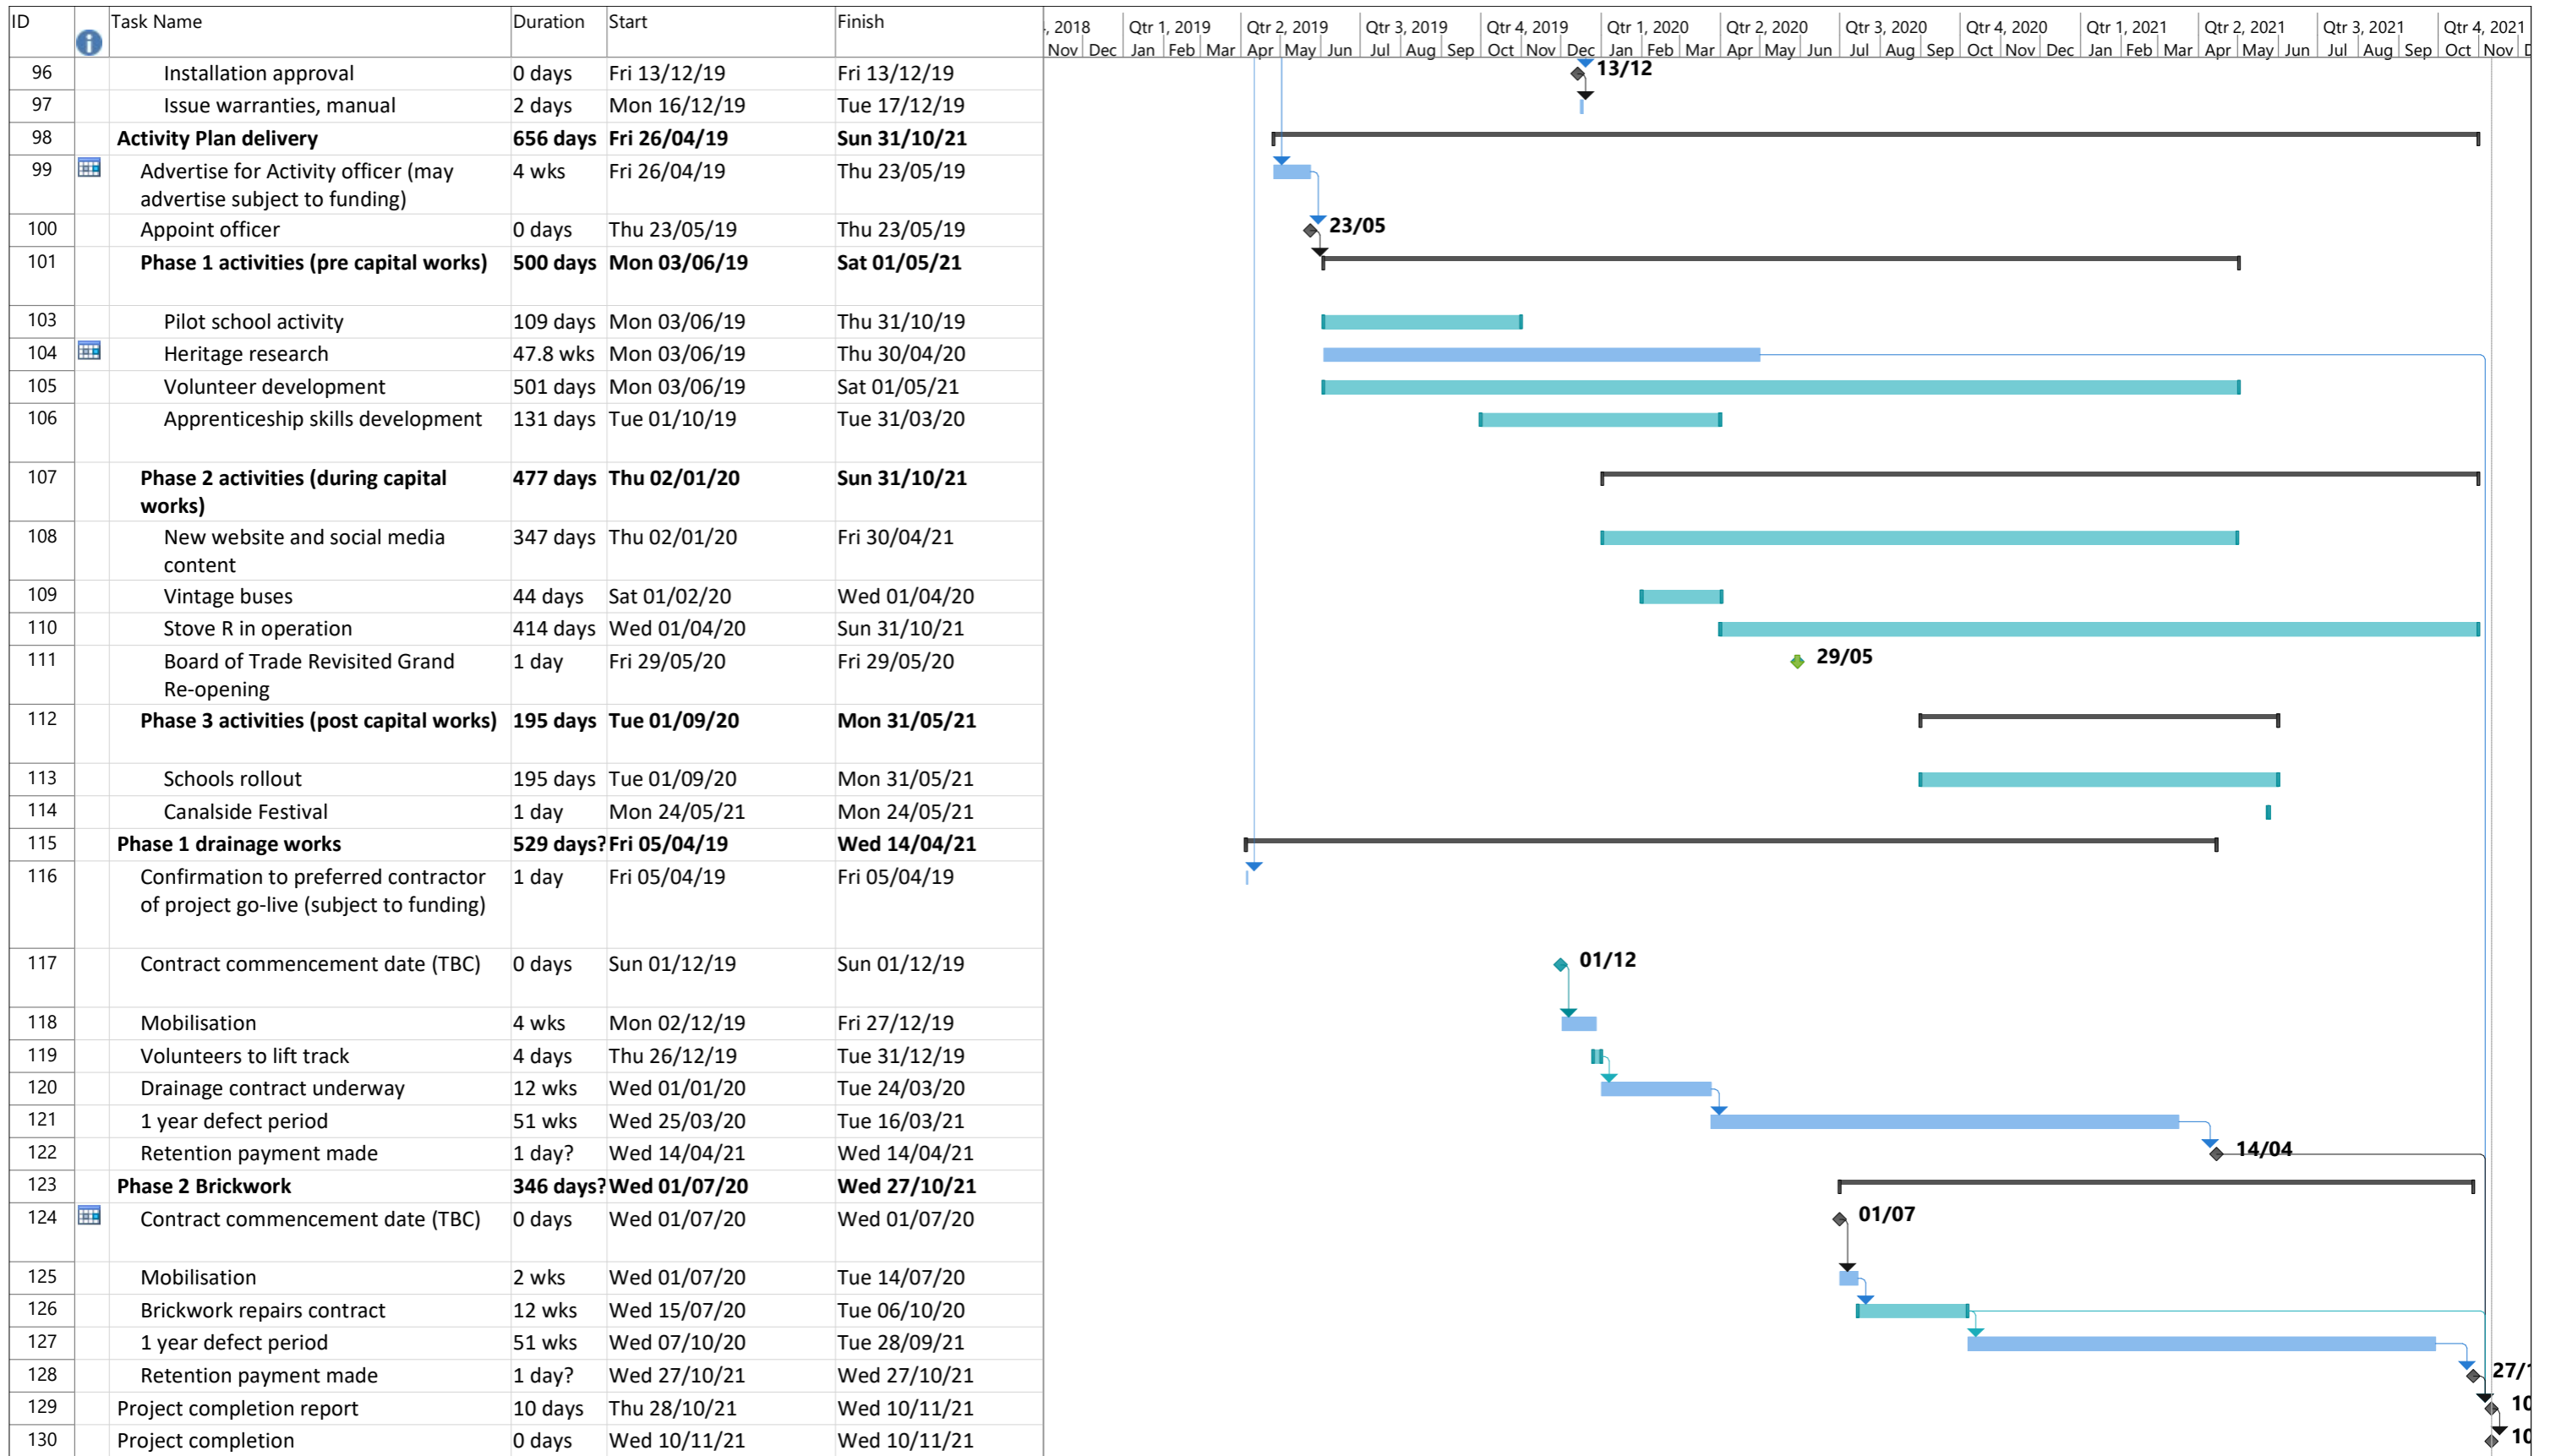 ID Task Name Duration Start Finish
, 2018 Qtr 1, 2019 Qtr 2, 2019 Qtr 3, 2019 Qtr 4, 2019 Qtr 1, 2020 Qtr 2, 2020 Qtr 3, 2020 Qtr 4, 2020 Qtr 1, 2021 Qtr 2, 2021 Qtr 3, 2021 Qtr 4, 2021
Nov Dec Jan Feb Mar Apr May Jun Jul Aug Sep Oct Nov Dec Jan Feb Mar Apr May Jun Jul Aug Sep Oct Nov Dec Jan Feb Mar Apr May Jun Jul Aug Sep Oct Nov D
96 Installation approval 0 days Fri 13/12/19 Fri 13/12/19 13/12
97 Issue warranties, manual 2 days Mon 16/12/19 Tue 17/12/19
98 Activity Plan delivery 656 days Fri 26/04/19 Sun 31/10/21
99 Advertise for Activity officer (may 4 wks Fri 26/04/19 Thu 23/05/19
advertise subject to funding)
100 Appoint officer 0 days Thu 23/05/19 Thu 23/05/19 23/05
101 Phase 1 activities (pre capital works) 500 days Mon 03/06/19 Sat 01/05/21
103 Pilot school activity 109 days Mon 03/06/19 Thu 31/10/19
104 Heritage research 47.8 wks Mon 03/06/19 Thu 30/04/20
105 Volunteer development 501 days Mon 03/06/19 Sat 01/05/21
106 Apprenticeship skills development 131 days Tue 01/10/19 Tue 31/03/20
107 Phase 2 activities (during capital 477 days Thu 02/01/20 Sun 31/10/21
works)
108 New website and social media 347 days Thu 02/01/20 Fri 30/04/21
content
109 Vintage buses 44 days Sat 01/02/20 Wed 01/04/20
110 Stove R in operation 414 days Wed 01/04/20 Sun 31/10/21
111 Board of Trade Revisited Grand 1 day Fri 29/05/20 Fri 29/05/20 29/05
Re-opening
112 Phase 3 activities (post capital works) 195 days Tue 01/09/20 Mon 31/05/21
113 Schools rollout 195 days Tue 01/09/20 Mon 31/05/21
114 Canalside Festival 1 day Mon 24/05/21 Mon 24/05/21
115 Phase 1 drainage works 529 days? Fri 05/04/19 Wed 14/04/21
116 Confirmation to preferred contractor 1 day Fri 05/04/19 Fri 05/04/19
of project go-live (subject to funding)
117 Contract commencement date (TBC) 0 days Sun 01/12/19 Sun 01/12/19 01/12
118 Mobilisation 4 wks Mon 02/12/19 Fri 27/12/19
119 Volunteers to lift track 4 days Thu 26/12/19 Tue 31/12/19
120 Drainage contract underway 12 wks Wed 01/01/20 Tue 24/03/20
121 1 year defect period 51 wks Wed 25/03/20 Tue 16/03/21
122 Retention payment made 1 day? Wed 14/04/21 Wed 14/04/21 14/04
123 Phase 2 Brickwork 346 days? Wed 01/07/20 Wed 27/10/21
124 Contract commencement date (TBC) 0 days Wed 01/07/20 Wed 01/07/20 01/07
125 Mobilisation 2 wks Wed 01/07/20 Tue 14/07/20
126 Brickwork repairs contract 12 wks Wed 15/07/20 Tue 06/10/20
127 1 year defect period 51 wks Wed 07/10/20 Tue 28/09/21
128 Retention payment made 1 day? Wed 27/10/21 Wed 27/10/21 27/1
129 Project completion report 10 days Thu 28/10/21 Wed 10/11/21 10
130 Project completion 0 days Wed 10/11/21 Wed 10/11/21 10